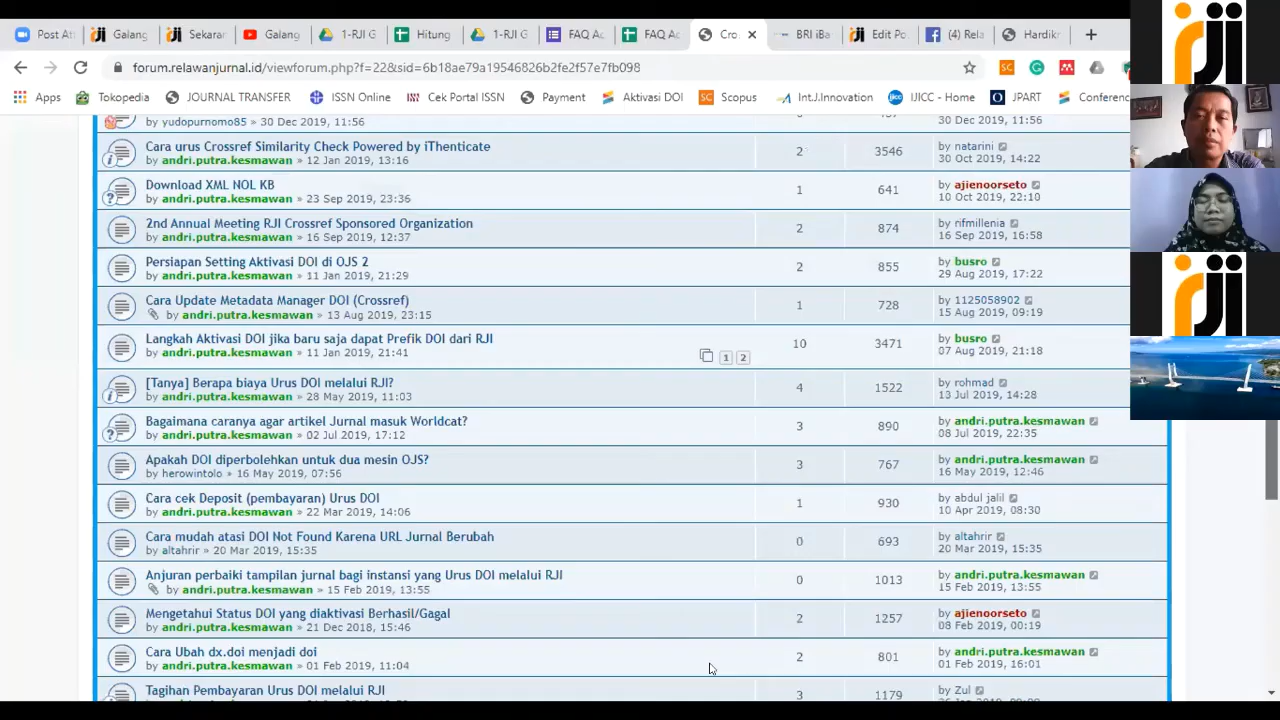 Post At
Galang
Sekaran
Galang
1-RJI G
Hitung
1-RJI G
FAQ Ac
FAQ Ac
Cro
BRI iBa
Edit Po
(4) Rela
Hardik
forum.relawanjurnal.id/viewforum.php?f=22&sid=6b18ae79a19546826b2fe2f57e7fb098
Apps
Tokopedia
JOURNAL TRANSFER
ISSN Online
Cek Portal ISSN
Payment
Aktivasi DOI
Scopus
Int.J.Innovation
IJICC - Home
JPART
Conference
by yudopurnomo85 » 30 Dec 2019, 11:56
30 Dec 2019, 11:56
Cara urus Crossref Similarity Check Powered by iThenticate
by andri.putra.kesmawan » 12 Jan 2019, 13:16
2
3546
by natarini
30 Oct 2019, 14:22
Download XML NOL KB
by andri.putra.kesmawan » 23 Sep 2019, 23:36
1
641
by ajienoorseto
10 Oct 2019, 22:10
2nd Annual Meeting RJI Crossref Sponsored Organization
by andri.putra.kesmawan » 16 Sep 2019, 12:37
2
874
by rifmillenia
16 Sep 2019, 16:58
Persiapan Setting Aktivasi DOI di OJS 2
by andri.putra.kesmawan » 11 Jan 2019, 21:29
2
855
by busro
29 Aug 2019, 17:22
Cara Update Metadata Manager DOI (Crossref)
by andri.putra.kesmawan » 13 Aug 2019, 23:15
1
728
by 1125058902
15 Aug 2019, 09:19
Langkah Aktivasi DOI jika baru saja dapat Prefik DOI dari RJI
by andri.putra.kesmawan » 11 Jan 2019, 21:41
1 2
10
3471
by busro
07 Aug 2019, 21:18
[Tanya] Berapa biaya Urus DOI melalui RJI?
by andri.putra.kesmawan » 28 May 2019, 11:03
4
1522
by rohmad
13 Jul 2019, 14:28
Bagaimana caranya agar artikel Jurnal masuk Worldcat?
by andri.putra.kesmawan » 02 Jul 2019, 17:12
3
890
by andri.putra.kesmawan
08 Jul 2019, 22:35
Apakah DOI diperbolehkan untuk dua mesin OJS?
by herowintolo » 16 May 2019, 07:56
3
767
by andri.putra.kesmawan
16 May 2019, 12:46
Cara cek Deposit (pembayaran) Urus DOI
by andri.putra.kesmawan » 22 Mar 2019, 14:06
1
930
by abdul jalil
10 Apr 2019, 08:30
Cara mudah atasi DOI Not Found Karena URL Jurnal Berubah
by altahrir » 20 Mar 2019, 15:35
0
693
by altahrir
20 Mar 2019, 15:35
Anjuran perbaiki tampilan jurnal bagi instansi yang Urus DOI melalui RJI
by andri.putra.kesmawan » 15 Feb 2019, 13:55
0
1013
by andri.putra.kesmawan
15 Feb 2019, 13:55
Mengetahui Status DOI yang diaktivasi Berhasil/Gagal
by andri.putra.kesmawan » 21 Dec 2018, 15:46
2
1257
by ajienoorseto
08 Feb 2019, 00:19
Cara Ubah dx.doi menjadi doi
by andri.putra.kesmawan » 01 Feb 2019, 11:04
2
801
by andri.putra.kesmawan
01 Feb 2019, 16:01
Tagihan Pembayaran Urus DOI melalui RJI
3
1179
by Zul